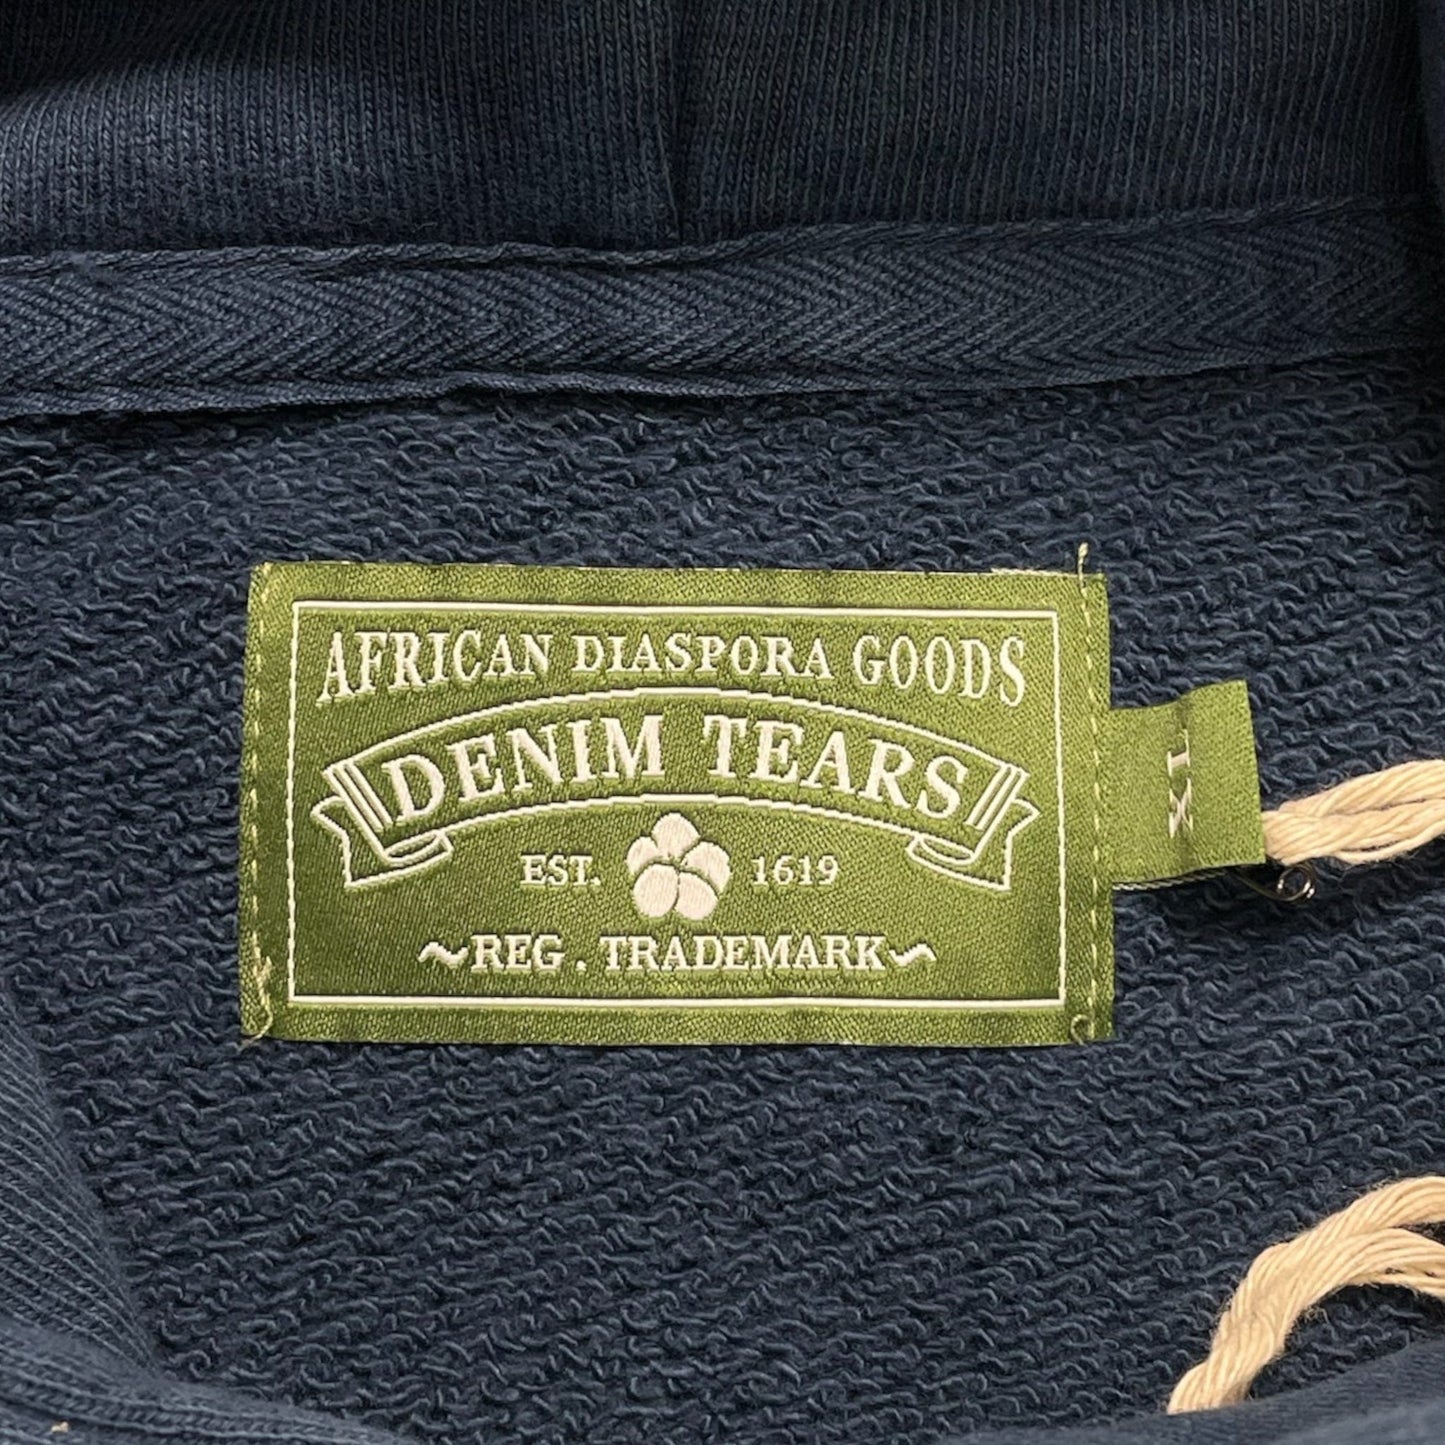 AFRICAN DIASPORA GOODS
DENIM TEARS
EST. 1619
~REG . TRADEMARK~
XL